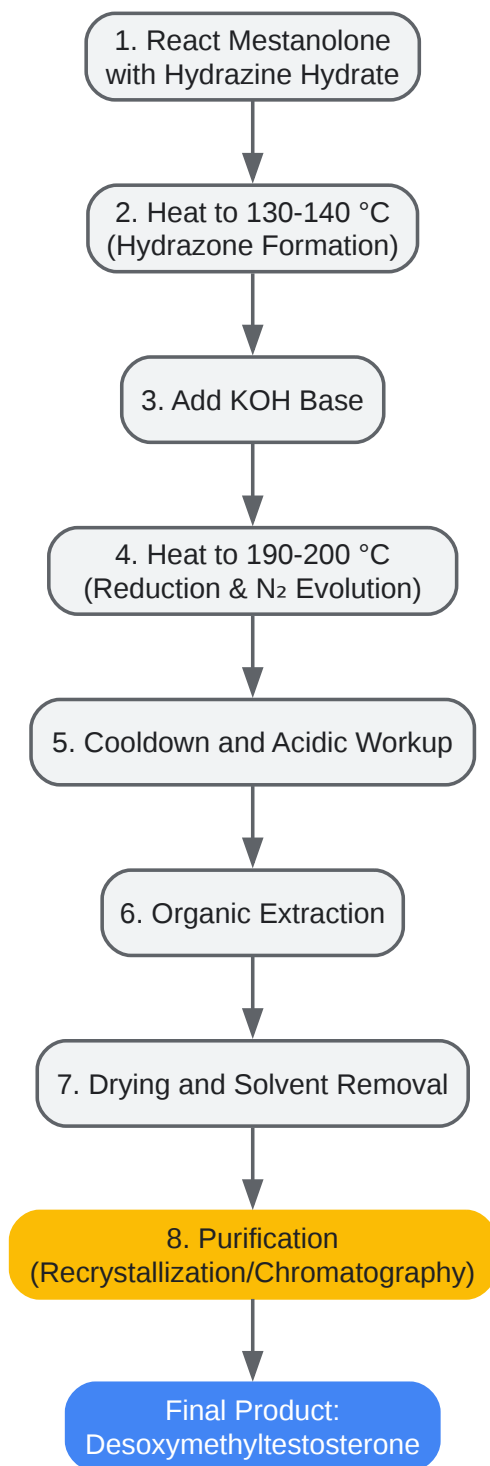 1. React Mestanolone
with Hydrazine Hydrate
2. Heat to 130-140 °C
(Hydrazone Formation)
3. Add KOH Base
4. Heat to 190-200 °C
(Reduction & N₂ Evolution)
5. Cooldown and Acidic Workup
6. Organic Extraction
7. Drying and Solvent Removal
8. Purification
(Recrystallization/Chromatography)
Final Product:
Desoxymethyltestosterone